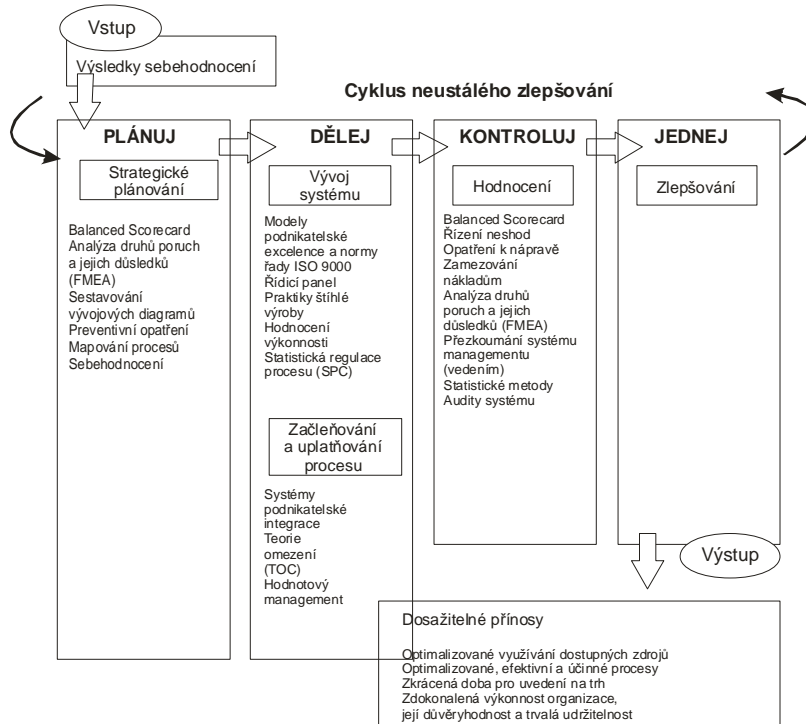 Vstup
Výsledky sebehodnocení
Cyklus neustálého zlepšování
PLÁNUJ
Strategické
plánování
Balanced Scorecard
Analýza druhů poruch
a jejich důsledků
(FMEA)
Sestavování
vývojových diagramů
Preventivní opatření
Mapování procesů
Sebehodnocení
DĚLEJ
Vývoj
systému
Modely
podnikatelské
excelence a normy
řady ISO 9000
Řídicí panel
Praktiky štíhlé
výroby
Hodnocení
výkonnosti
Statistická regulace
procesu (SPC)
Začleňování
a uplatňování
procesu
Systémy
podnikatelské
integrace
Teorie
omezení
(TOC)
Hodnotový
management
KONTROLUJ
Hodnocení
Balanced Scorecard
Řízení neshod
Opatření k nápravě
Zamezování
nákladům
Analýza druhů
poruch a jejich
důsledků (FMEA)
Přezkoumání systému
managementu
(vedením)
Statistické metody
Audity systému
JEDNEJ
Zlepšování
Výstup
Dosažitelné přínosy
Optimalizované využívání dostupných zdrojů
Optimalizované, efektivní a účinné procesy
Zkrácená doba pro uvedení na trh
Zdokonalená výkonnost organizace,
její důvěryhodnost a trvalá udržitelnost